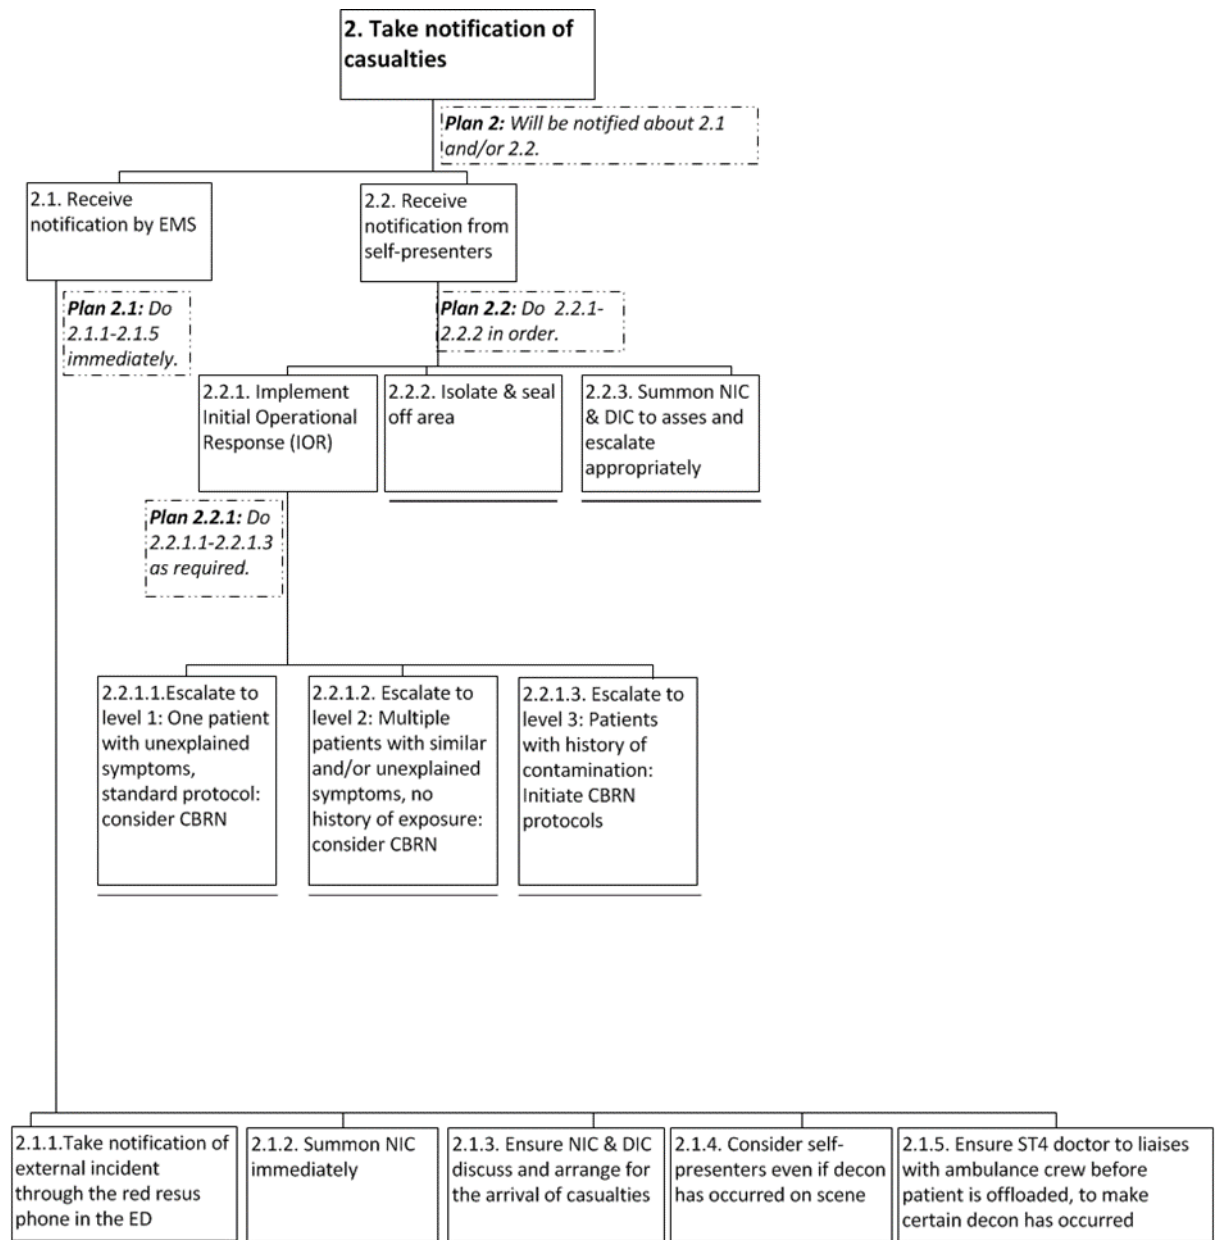 2. Take notification of
casualties
Plan 2: Will be notified about 2.1
and/or 2.2.
2.1. Receive
notification by EMS
2.2. Receive
notification from
self-presenters
Plan 2.1: Do
2.1.1-2.1.5
immediately.
Plan 2.2: Do 2.2.1-
2.2.2 in order.
2.2.1. Implement
Initial Operational
Response (IOR)
2.2.2. Isolate & seal
off area
2.2.3. Summon NIC
& DIC to asses and
escalate
appropriately
Plan 2.2.1: Do
2.2.1.1-2.2.1.3
as required.
2.2.1.1.Escalate to
level 1: One patient
with unexplained
symptoms,
standard protocol:
consider CBRN
2.2.1.2. Escalate to
level 2: Multiple
patients with similar
and/or unexplained
symptoms, no
history of exposure:
consider CBRN
2.2.1.3. Escalate to
level 3: Patients
with history of
contamination:
Initiate CBRN
protocols
2.1.1.Take notification of
external incident
through the red resus
phone in the ED
2.1.2. Summon NIC
immediately
2.1.3. Ensure NIC & DIC
discuss and arrange for
the arrival of casualties
2.1.4. Consider self-
presenters even if decon
has occurred on scene
2.1.5. Ensure ST4 doctor to liaises
with ambulance crew before
patient is offloaded, to make
certain decon has occurred